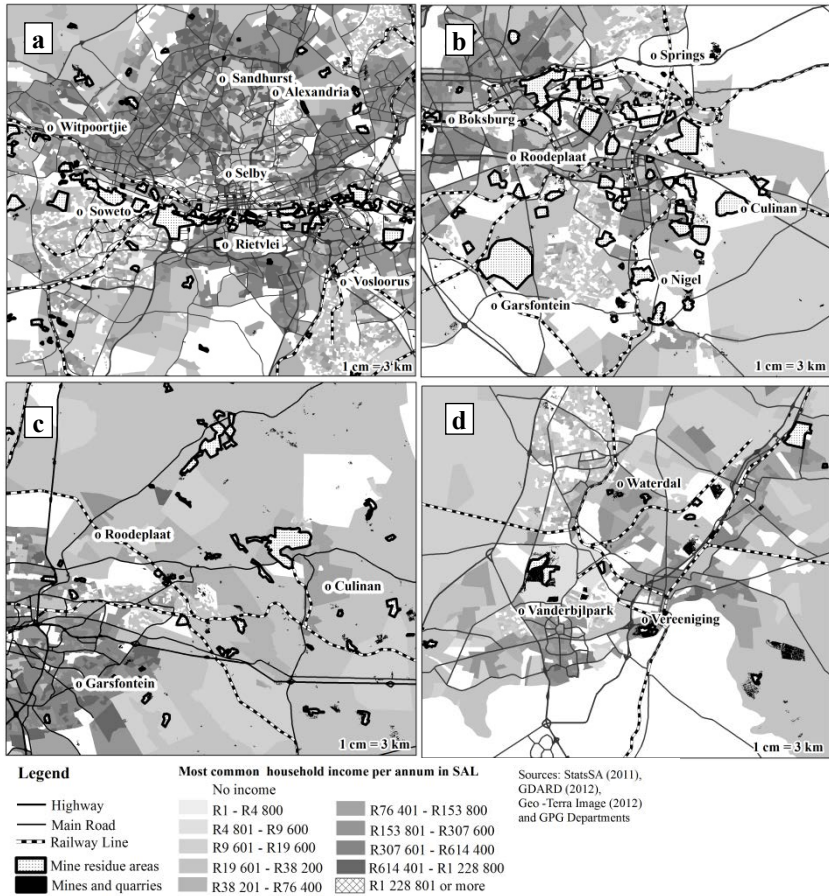 a
o Sandhurst
o Alexandria
o Witpoortjie
o Selby
o Soweto
o Rietvlei
o Vosloorus
1 cm = 3 km
b
o Springs
o Boksburg
o Roodeplaat
o Culinan
o Nigel
o Garsfontein
1 cm = 3 km
c
o Roodeplaat
o Culinan
o Garsfontein
1 cm = 3 km
d
o Waterdal
o Vanderbjlpark
o Vereeniging
1 cm = 3 km
Legend
Highway
Main Road
Railway Line
Mine residue areas
Mines and quarries
Most common household income per annum in SAL
No income
R1 - R4 800
R4 801 - R9 600
R9 601 - R19 600
R19 601 - R38 200
R38 201 - R76 400
R76 401 - R153 800
R153 801 - R307 600
R307 601 - R614 400
R614 401 - R1 228 800
R1 228 801 or more
Sources: StatsSA (2011),
GDARD (2012),
Geo -Terra Image (2012)
and GPG Departments